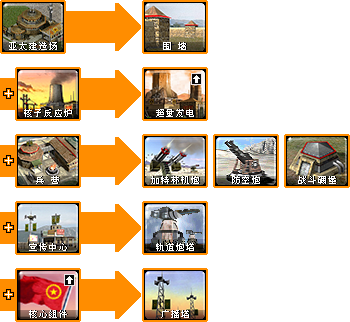 亚太建造场
围墙
+
核子反应炉
超量发电
+
兵营
加特林机炮
防空炮
战斗碉堡
+
宣传中心
轨道炮塔
+
核心组件
广播塔